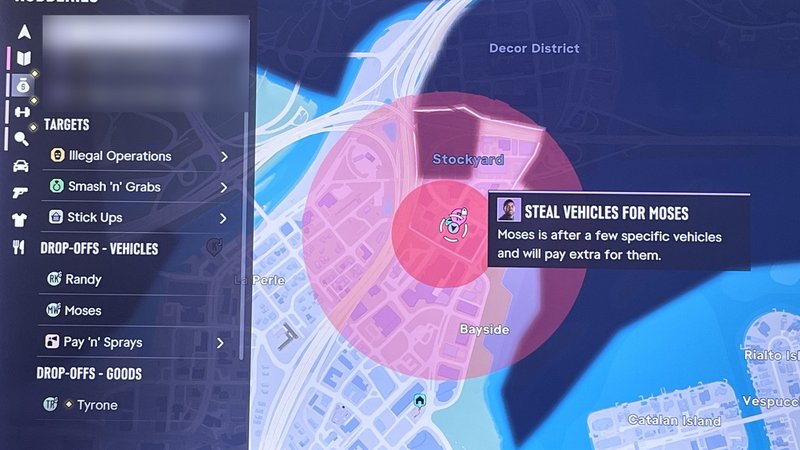 ROBBERIES
TARGETS
Illegal Operations
Smash 'n' Grabs
Stick Ups
DROP-OFFS - VEHICLES
Randy
Moses
Pay 'n' Sprays
DROP-OFFS - GOODS
Tyrone
Decor District
Stockyard
STEAL VEHICLES FOR MOSES
Moses is after a few specific vehicles
and will pay extra for them.
La Perle
Bayside
Rialto Isl
Vespucc
Catalan Island